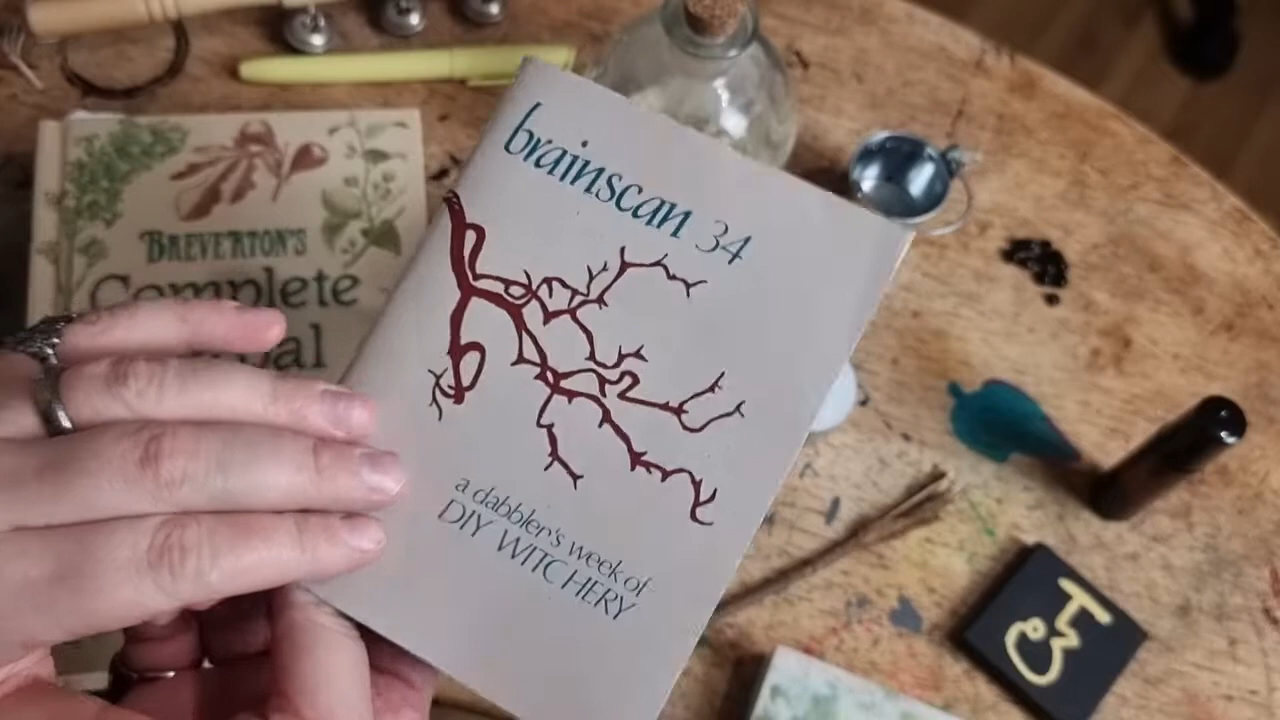 brainscan 34
a dabbler's week of
DIY WITCHERY
BREVERTON'S
Complete